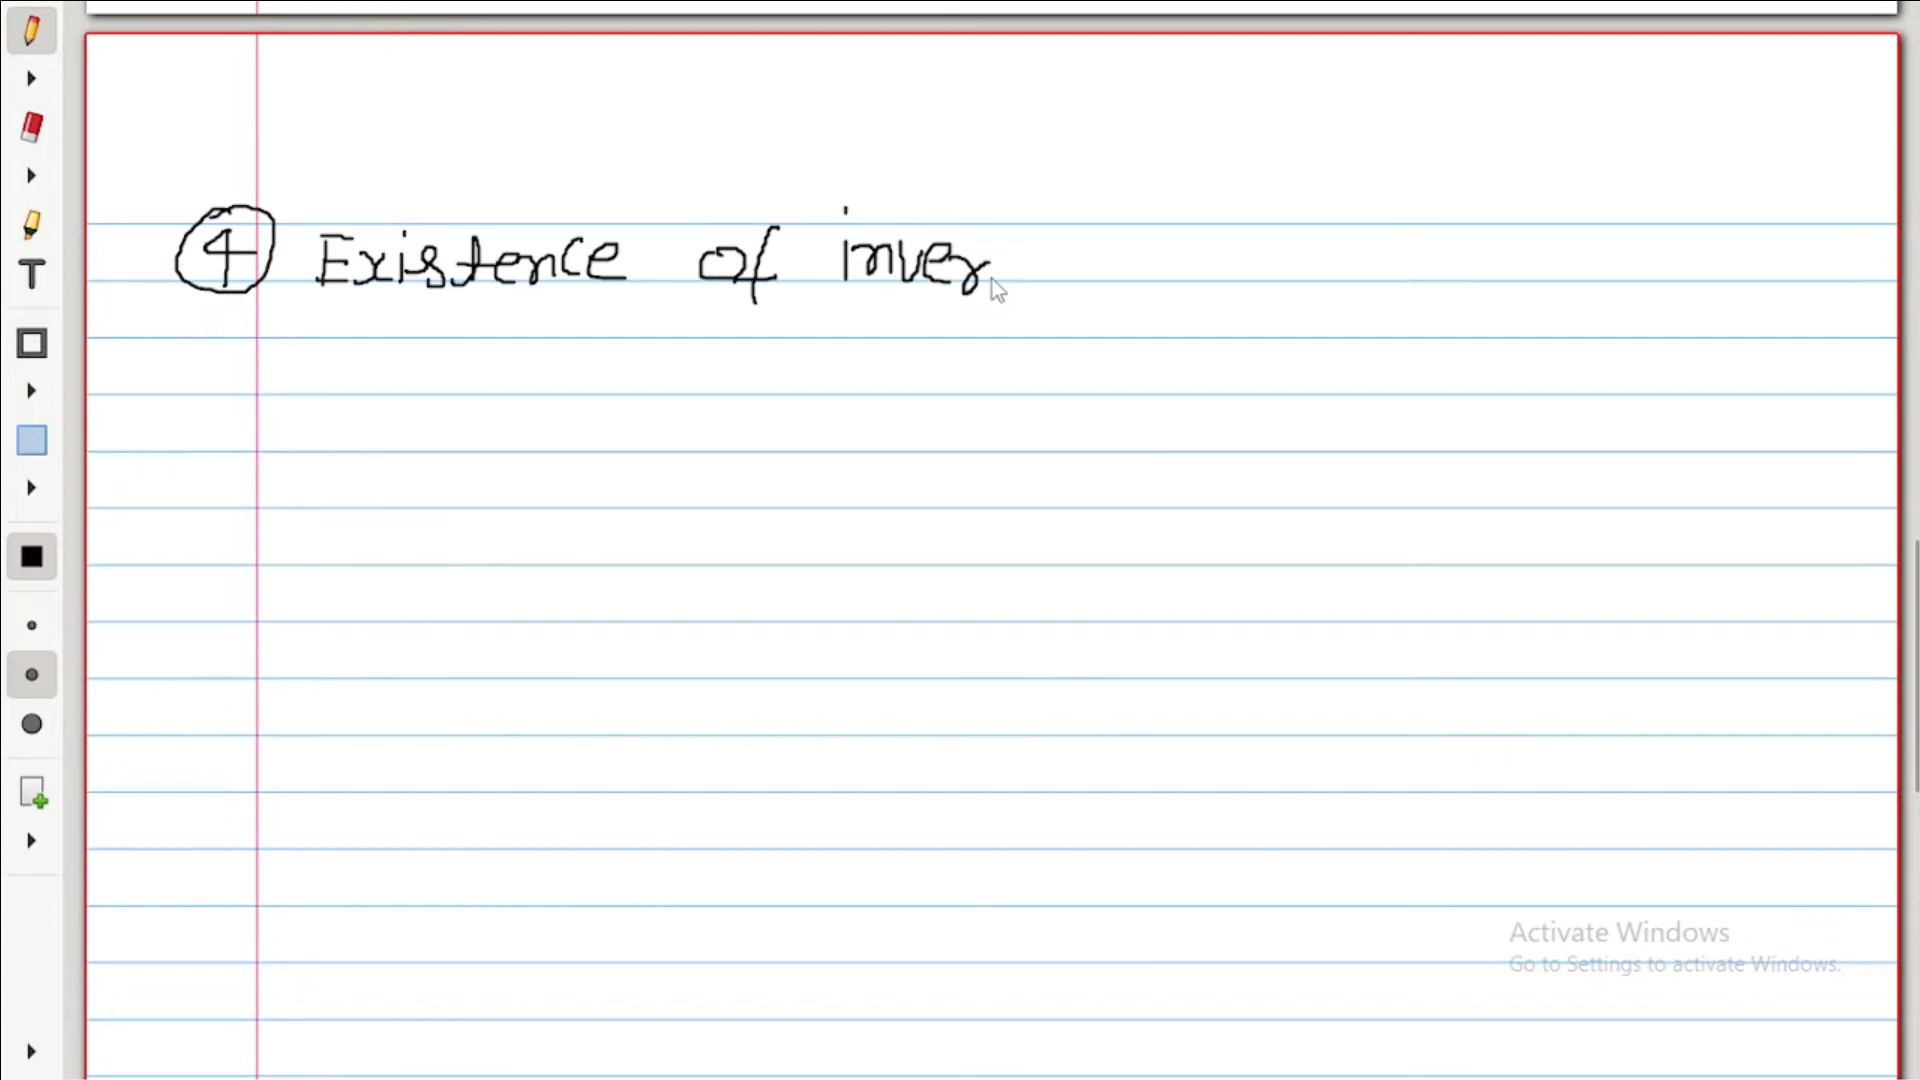 ④ Existence of inver
T
Activate Windows
Go to Settings to activate Windows.